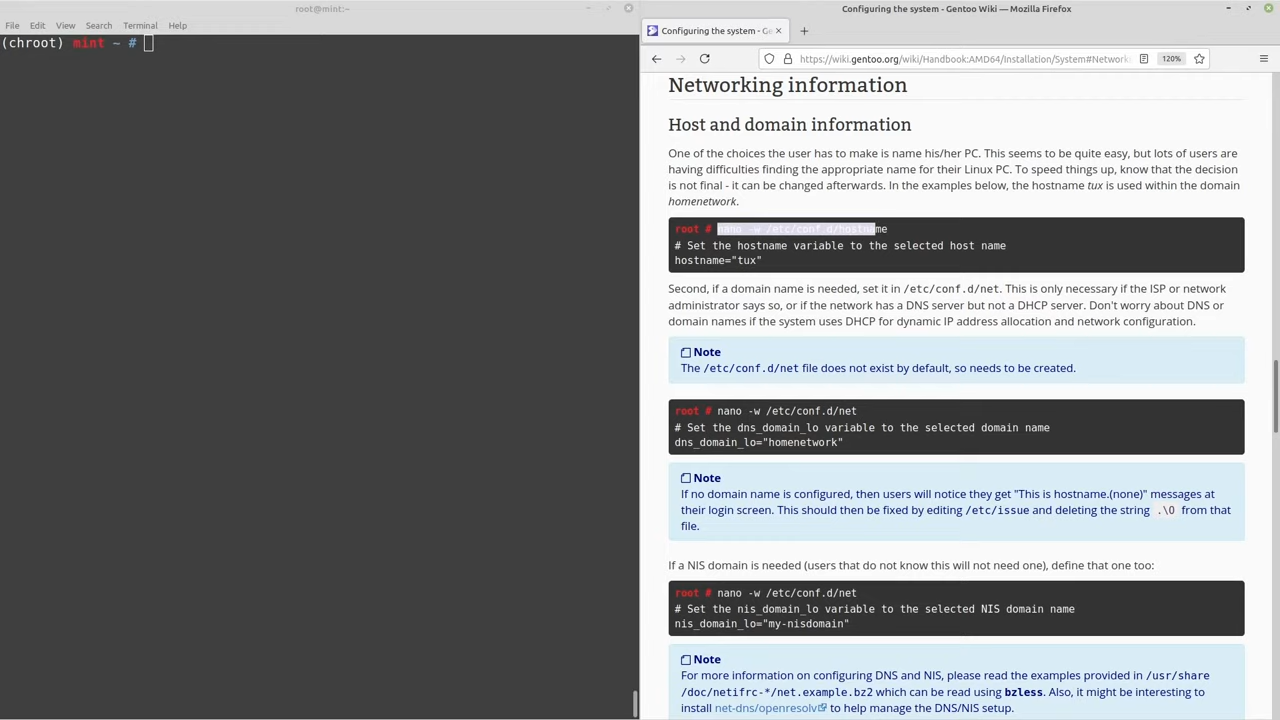 root@mint:~
File Edit View Search Terminal Help
(chroot) mint ~ #
Configuring the system - Gentoo Wiki — Mozilla Firefox
Configuring the system - Ge
https://wiki.gentoo.org/wiki/Handbook:AMD64/Installation/System#Network
120%
Networking information
Host and domain information
One of the choices the user has to make is name his/her PC. This seems to be quite easy, but lots of users are
having difficulties finding the appropriate name for their Linux PC. To speed things up, know that the decision
is not final - it can be changed afterwards. In the examples below, the hostname tux is used within the domain
homenetwork.
root # nano -w /etc/conf.d/hostname
# Set the hostname variable to the selected host name
hostname="tux"
Second, if a domain name is needed, set it in /etc/conf.d/net. This is only necessary if the ISP or network
administrator says so, or if the network has a DNS server but not a DHCP server. Don't worry about DNS or
domain names if the system uses DHCP for dynamic IP address allocation and network configuration.
Note
The /etc/conf.d/net file does not exist by default, so needs to be created.
root # nano -w /etc/conf.d/net
# Set the dns_domain_lo variable to the selected domain name
dns_domain_lo="homenetwork"
Note
If no domain name is configured, then users will notice they get "This is hostname.(none)" messages at
their login screen. This should then be fixed by editing /etc/issue and deleting the string .\O from that
file.
If a NIS domain is needed (users that do not know this will not need one), define that one too:
root # nano -w /etc/conf.d/net
# Set the nis_domain_lo variable to the selected NIS domain name
nis_domain_lo="my-nisdomain"
Note
For more information on configuring DNS and NIS, please read the examples provided in /usr/share
/doc/netifrc-*/net.example.bz2 which can be read using bzless. Also, it might be interesting to
install net-dns/openresolv to help manage the DNS/NIS setup.